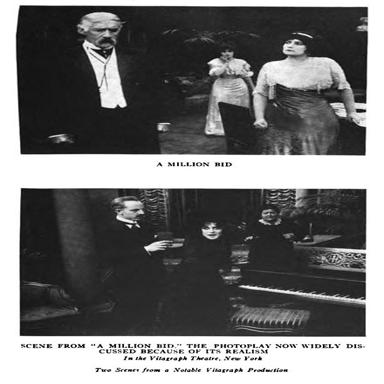 A MILLION BID
SCENE FROM "A MILLION BID," THE PHOTOPLAY NOW WIDELY DIS-
CUSSED BECAUSE OF ITS REALISM
In the Vitagraph Theatre, New York
Two Scenes from a Notable Vitagraph Production